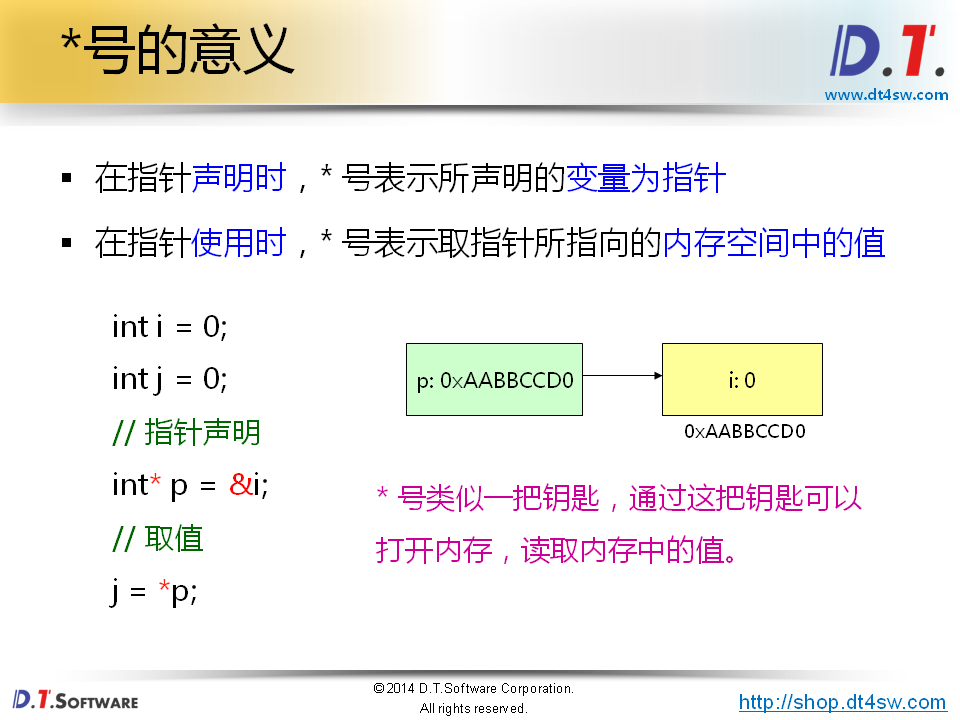 *号的意义
D.T.
www.dt4sw.com
▪ 在指针声明时，* 号表示所声明的变量为指针
▪ 在指针使用时，* 号表示取指针所指向的内存空间中的值
int i = 0;
int j = 0;
// 指针声明
int* p = &i;
// 取值
j = *p;
p: 0xAABBCCD0
i: 0
0xAABBCCD0
* 号类似一把钥匙，通过这把钥匙可以
打开内存，读取内存中的值。
D.T.SOFTWARE
©2014 D.T.Software Corporation.
All rights reserved.
http://shop.dt4sw.com